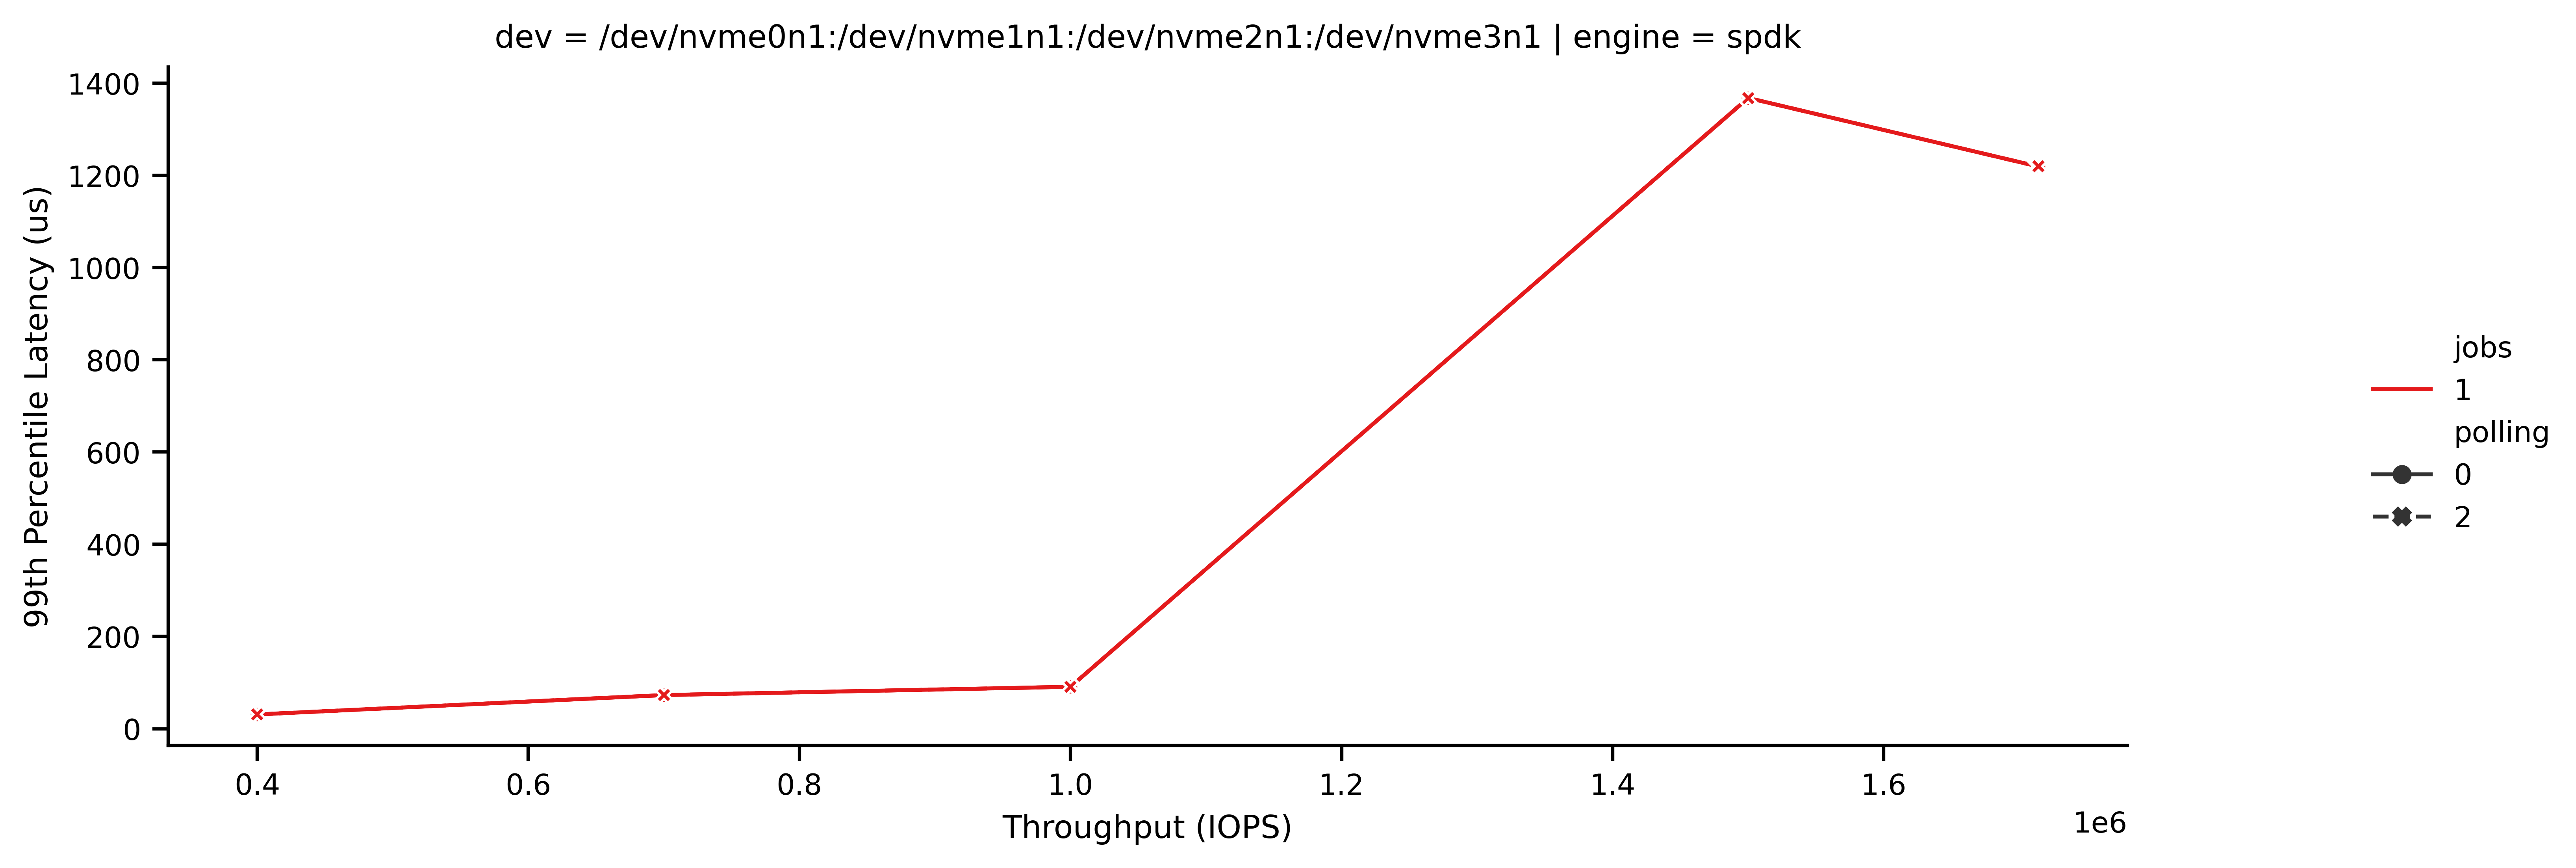 dev = /dev/nvme0n1:/dev/nvme1n1:/dev/nvme2n1:/dev/nvme3n1 | engine = spdk
99th Percentile Latency (us)
1400
1200
1000
800
600
400
200
0
0.4 0.6 0.8 1.0 1.2 1.4 1.6
1e6
Throughput (IOPS)
jobs
1
polling
0
2